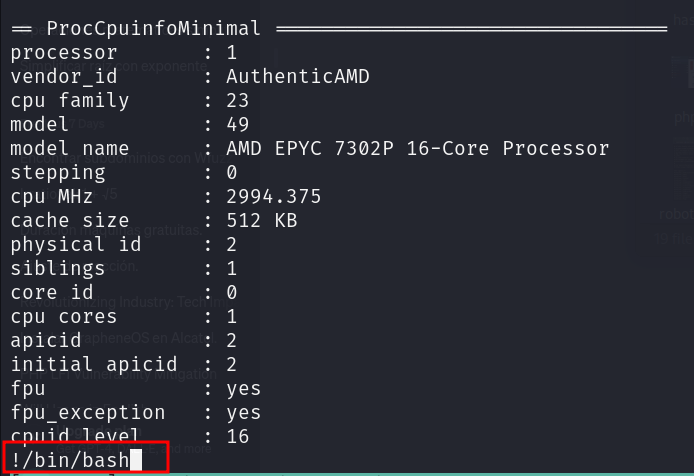 == ProcCpuinfoMinimal =================================
processor : 1
vendor_id : AuthenticAMD
cpu family : 23
model : 49
model name : AMD EPYC 7302P 16-Core Processor
stepping : 0
cpu MHz : 2994.375
cache size : 512 KB
physical id : 2
siblings : 1
core id : 0
cpu cores : 1
apicid : 2
initial apicid : 2
fpu : yes
fpu_exception : yes
cpuid level : 16
!/bin/bash